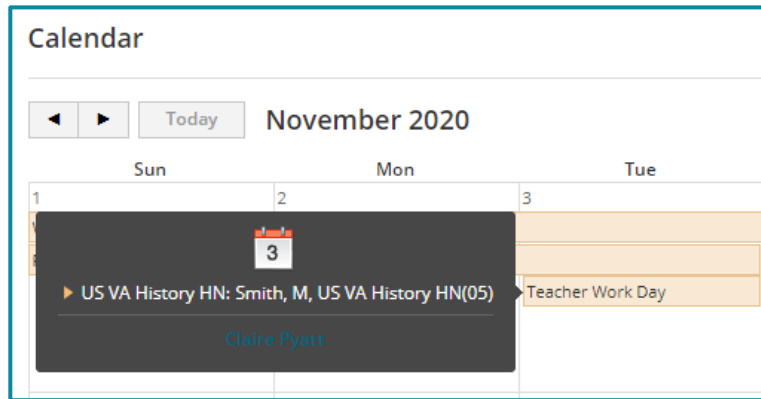 Calendar
Today
November 2020
Sun Mon Tue
1 2 3
3
US VA History HN: Smith, M, US VA History HN(05)
Teacher Work Day
Claire Pyatt